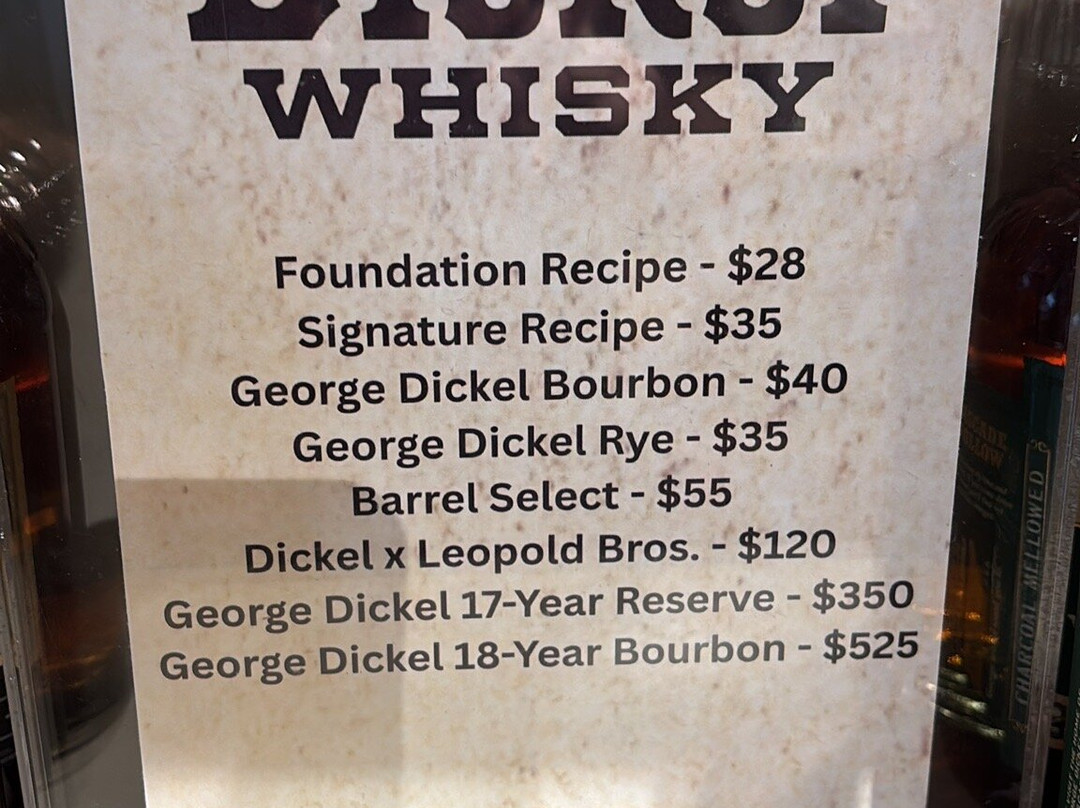 WHISKY
Foundation Recipe - $28
Signature Recipe - $35
George Dickel Bourbon - $40
George Dickel Rye - $35
Barrel Select - $55
Dickel x Leopold Bros. - $120
George Dickel 17-Year Reserve - $350
George Dickel 18-Year Bourbon - $525
CHARCOAL MELLOWED